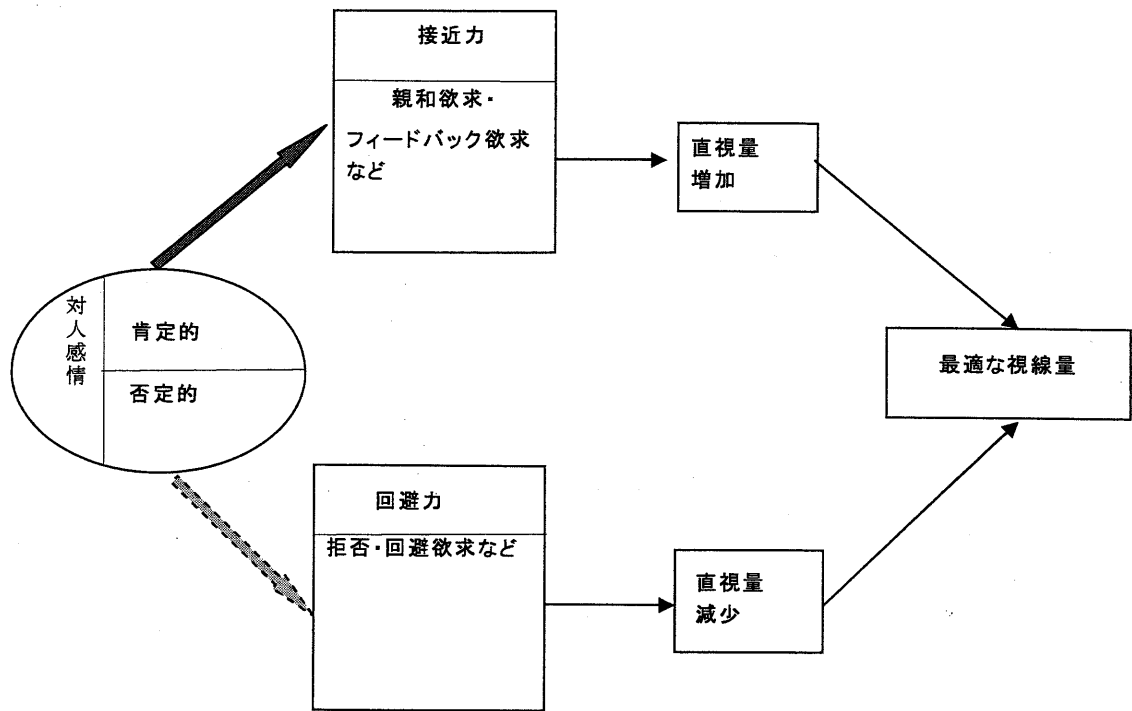 接近力
親和欲求・
フィードバック欲求
など
直視量
増加
対人感情
肯定的
否定的
最適な視線量
回避力
拒否・回避欲求など
直視量
減少